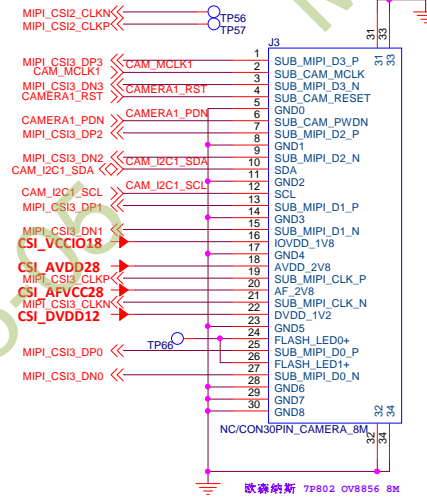 MIPI_CSI2_CLKN
MIPI_CSI2_CLKP
TP56
TP57
31
33
J3
MIPI_CSI3_DP3 1 SUB_MIPI_D3_P 31 33
CAM_MCLK1 CAM_MCLK1 2 SUB_CAM_MCLK
MIPI_CSI3_DN3 3 SUB_MIPI_D3_N
CAMERA1_RST CAMERA1_RST 4 SUB_CAM_RESET
5 GND0
CAMERA1_PDN CAMERA1_PDN 6 SUB_CAM_PWDN
MIPI_CSI3_DP2 7 SUB_MIPI_D2_P
8 GND1
MIPI_CSI3_DN2 9 SUB_MIPI_D2_N
CAM_I2C1_SDA CAM_I2C1_SDA 10 SDA
11 GND2
CAM_I2C1_SCL CAM_I2C1_SCL 12 SCL
MIPI_CSI3_DP1 13 SUB_MIPI_D1_P
14 GND3
MIPI_CSI3_DN1 15 SUB_MIPI_D1_N
CSI_VCCIO18 16 IOVDD_1V8
17 GND4
CSI_AVDD28 18 AVDD_2V8
MIPI_CSI3_CLKP 19 SUB_MIPI_CLK_P
CSI_AFVCC28 20 AF_2V8
MIPI_CSI3_CLKN 21 SUB_MIPI_CLK_N
CSI_DVDD12 22 DVDD_1V2
23 GND5
TP66 24 FLASH_LED0+
MIPI_CSI3_DP0 25 SUB_MIPI_D0_P
26 FLASH_LED1+
MIPI_CSI3_DN0 27 SUB_MIPI_D0_N
28 GND6
29 GND7
30 GND8
32 34
NC/CON30PIN_CAMERA_8M
32
34
欧森纳斯 7P802 OV8856 8M